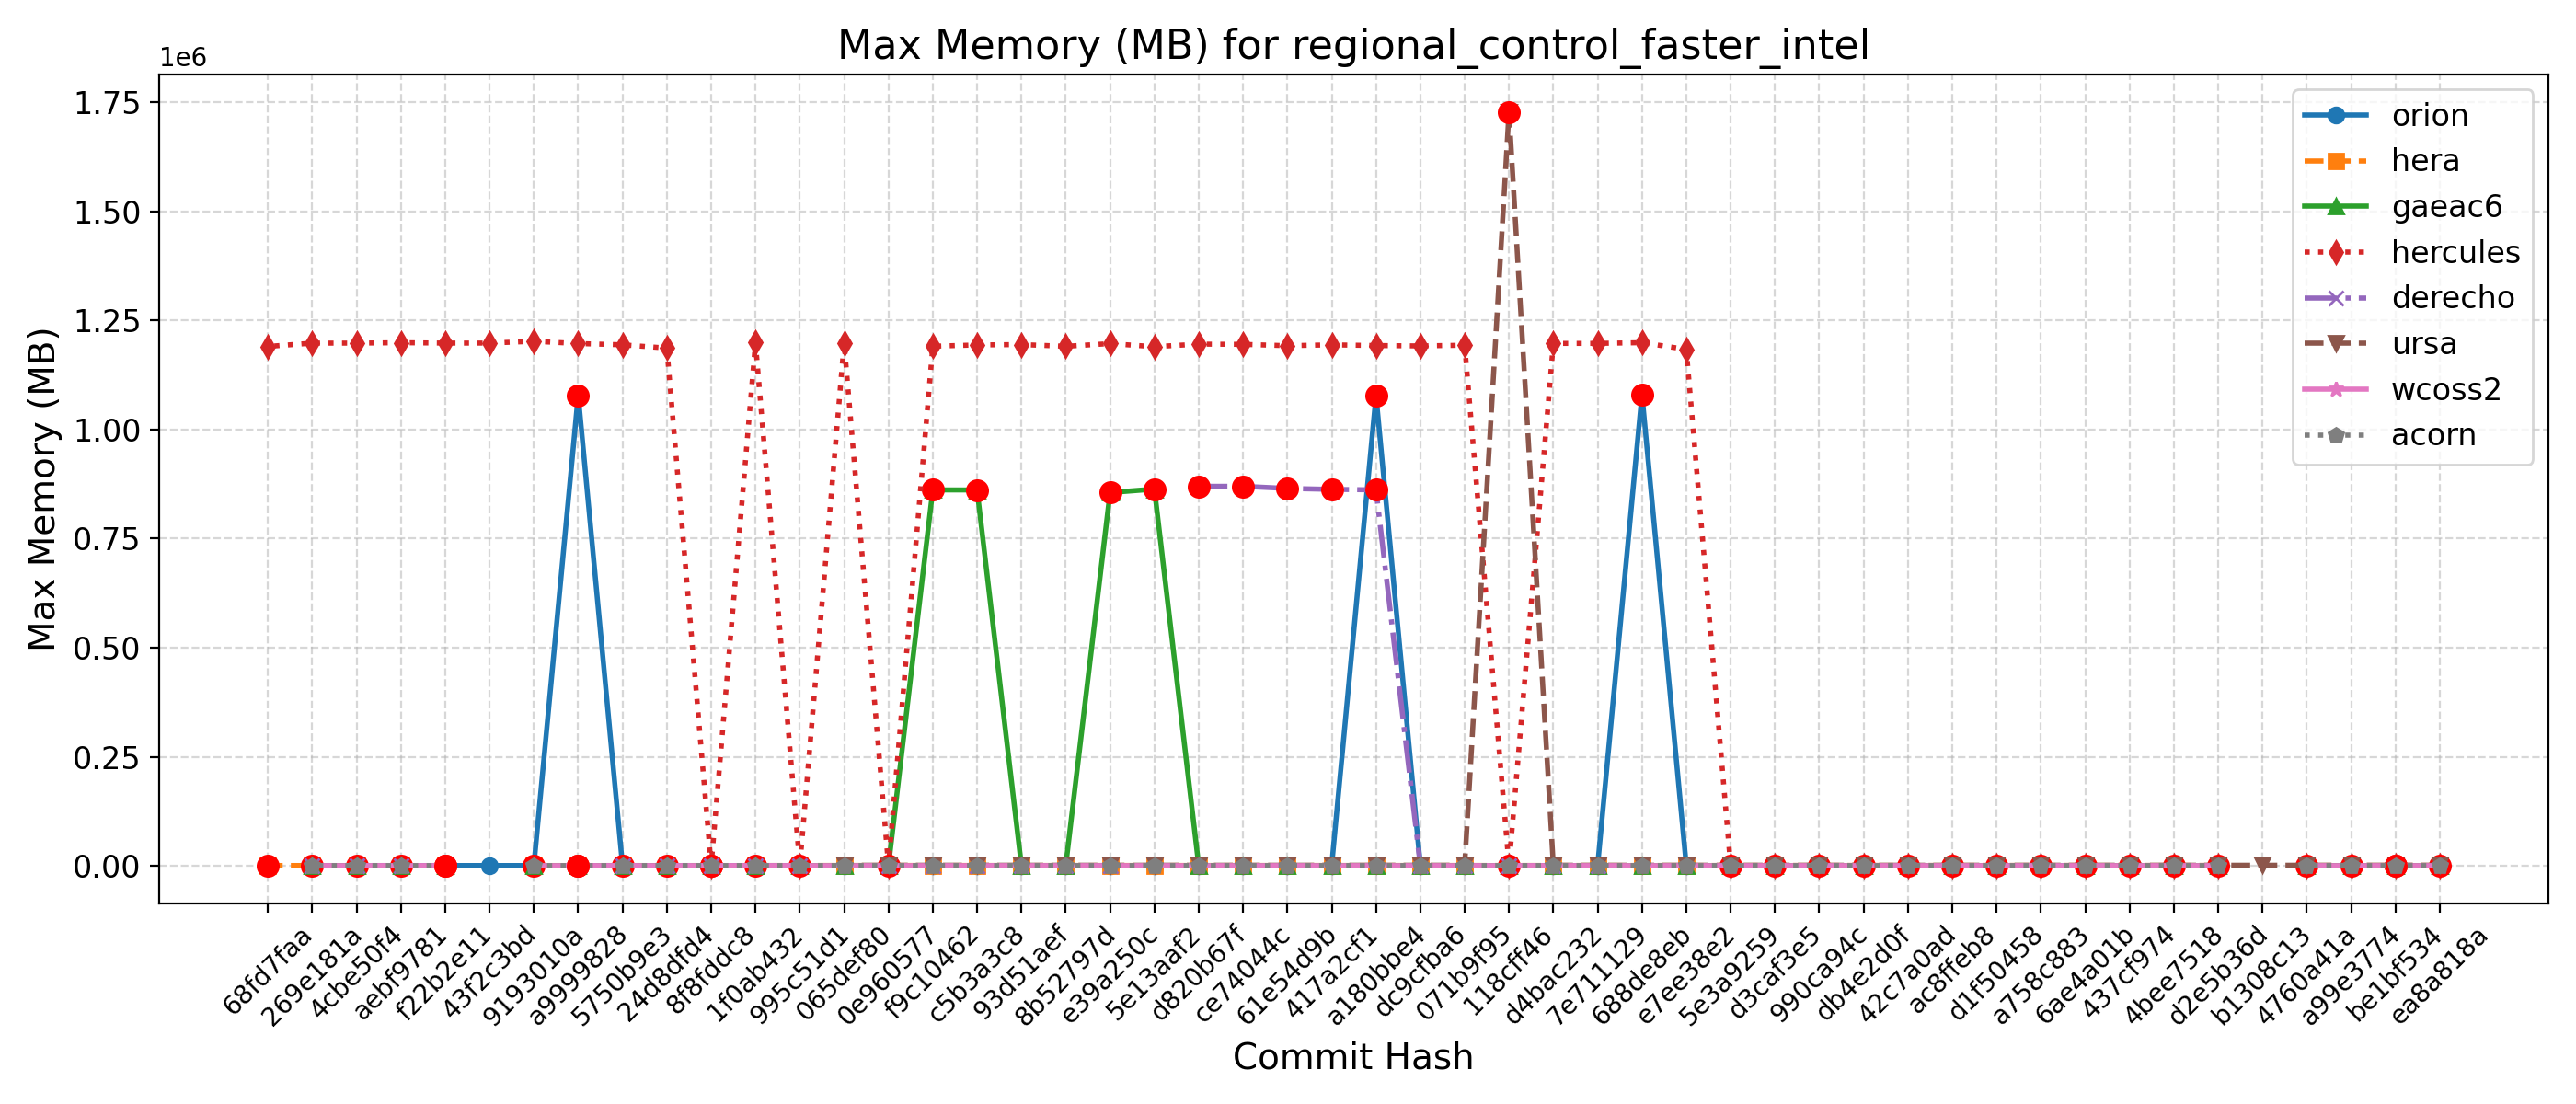 Max Memory (MB) for regional_control_faster_intel
1e6
1.75
1.50
1.25
1.00
0.75
0.50
0.25
0.00
Max Memory (MB)
orion
hera
gaeac6
hercules
derecho
ursa
wcoss2
acorn
68fd7faa
269e181a
4cbe50f4
aebf9781
f22b2e11
43f2c3bd
9193010a
a9999828
5750b9e3
24d8dfd4
8f8fddc8
1f0ab432
995c51d1
065def80
0e960577
f9c10462
c5b3a3c8
93d51aef
8b52797d
e39a250c
5e13aaf2
d820b67f
ce74044c
61e54d9b
417a2cf1
a180bbe4
dc9cfba6
071b9f95
118cff46
d4bac232
7e711129
688de8eb
e7ee38e2
5e3a9259
d3caf3e5
990ca94c
db4e2d0f
42c7a0ad
ac8ffeb8
d1f50458
a758c883
6ae4a01b
437cf974
4bee7518
d2e5b36d
b1308c13
4760a41a
a99e3774
be1bf534
ea8a818a
Commit Hash